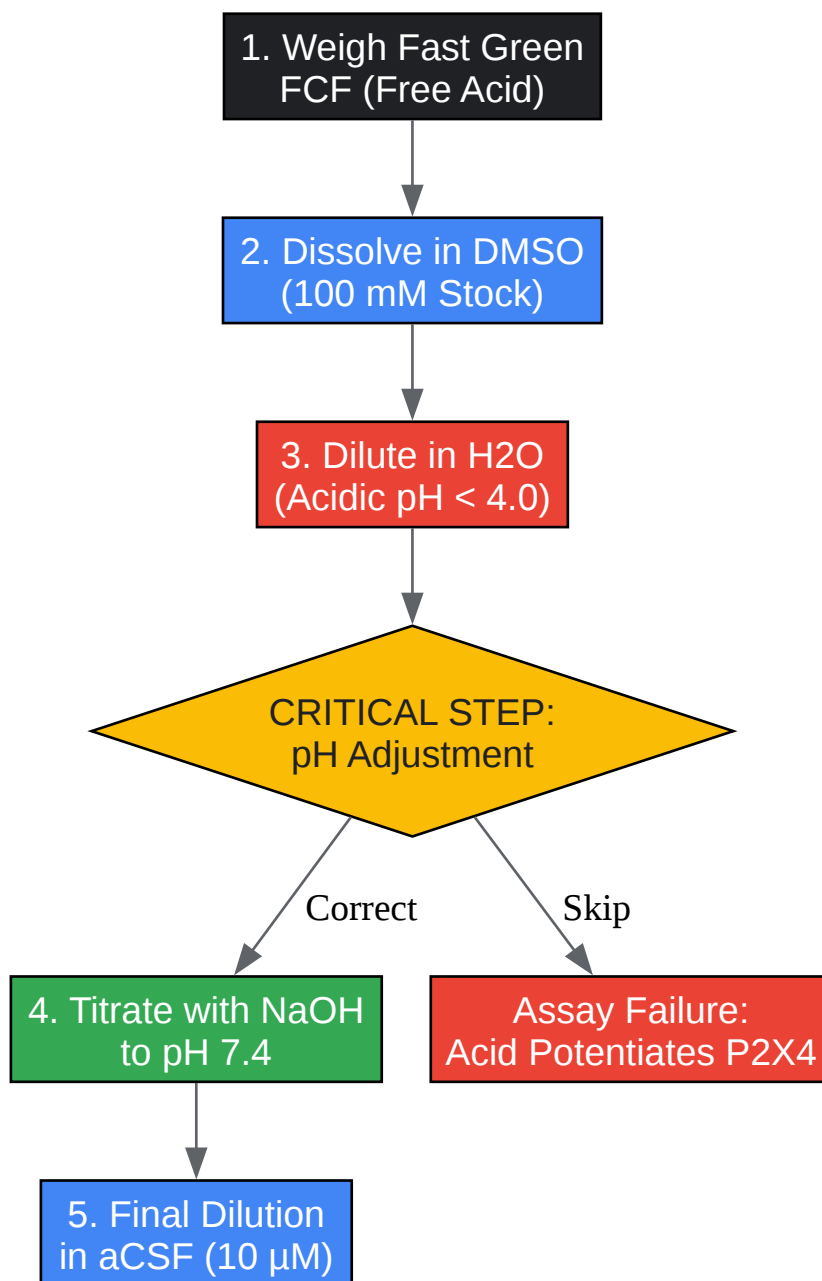 1. Weigh Fast Green
FCF (Free Acid)
2. Dissolve in DMSO
(100 mM Stock)
3. Dilute in H2O
(Acidic pH < 4.0)
CRITICAL STEP:
pH Adjustment
Correct
Skip
4. Titrate with NaOH
to pH 7.4
Assay Failure:
Acid Potentiates P2X4
5. Final Dilution
in aCSF (10 µM)